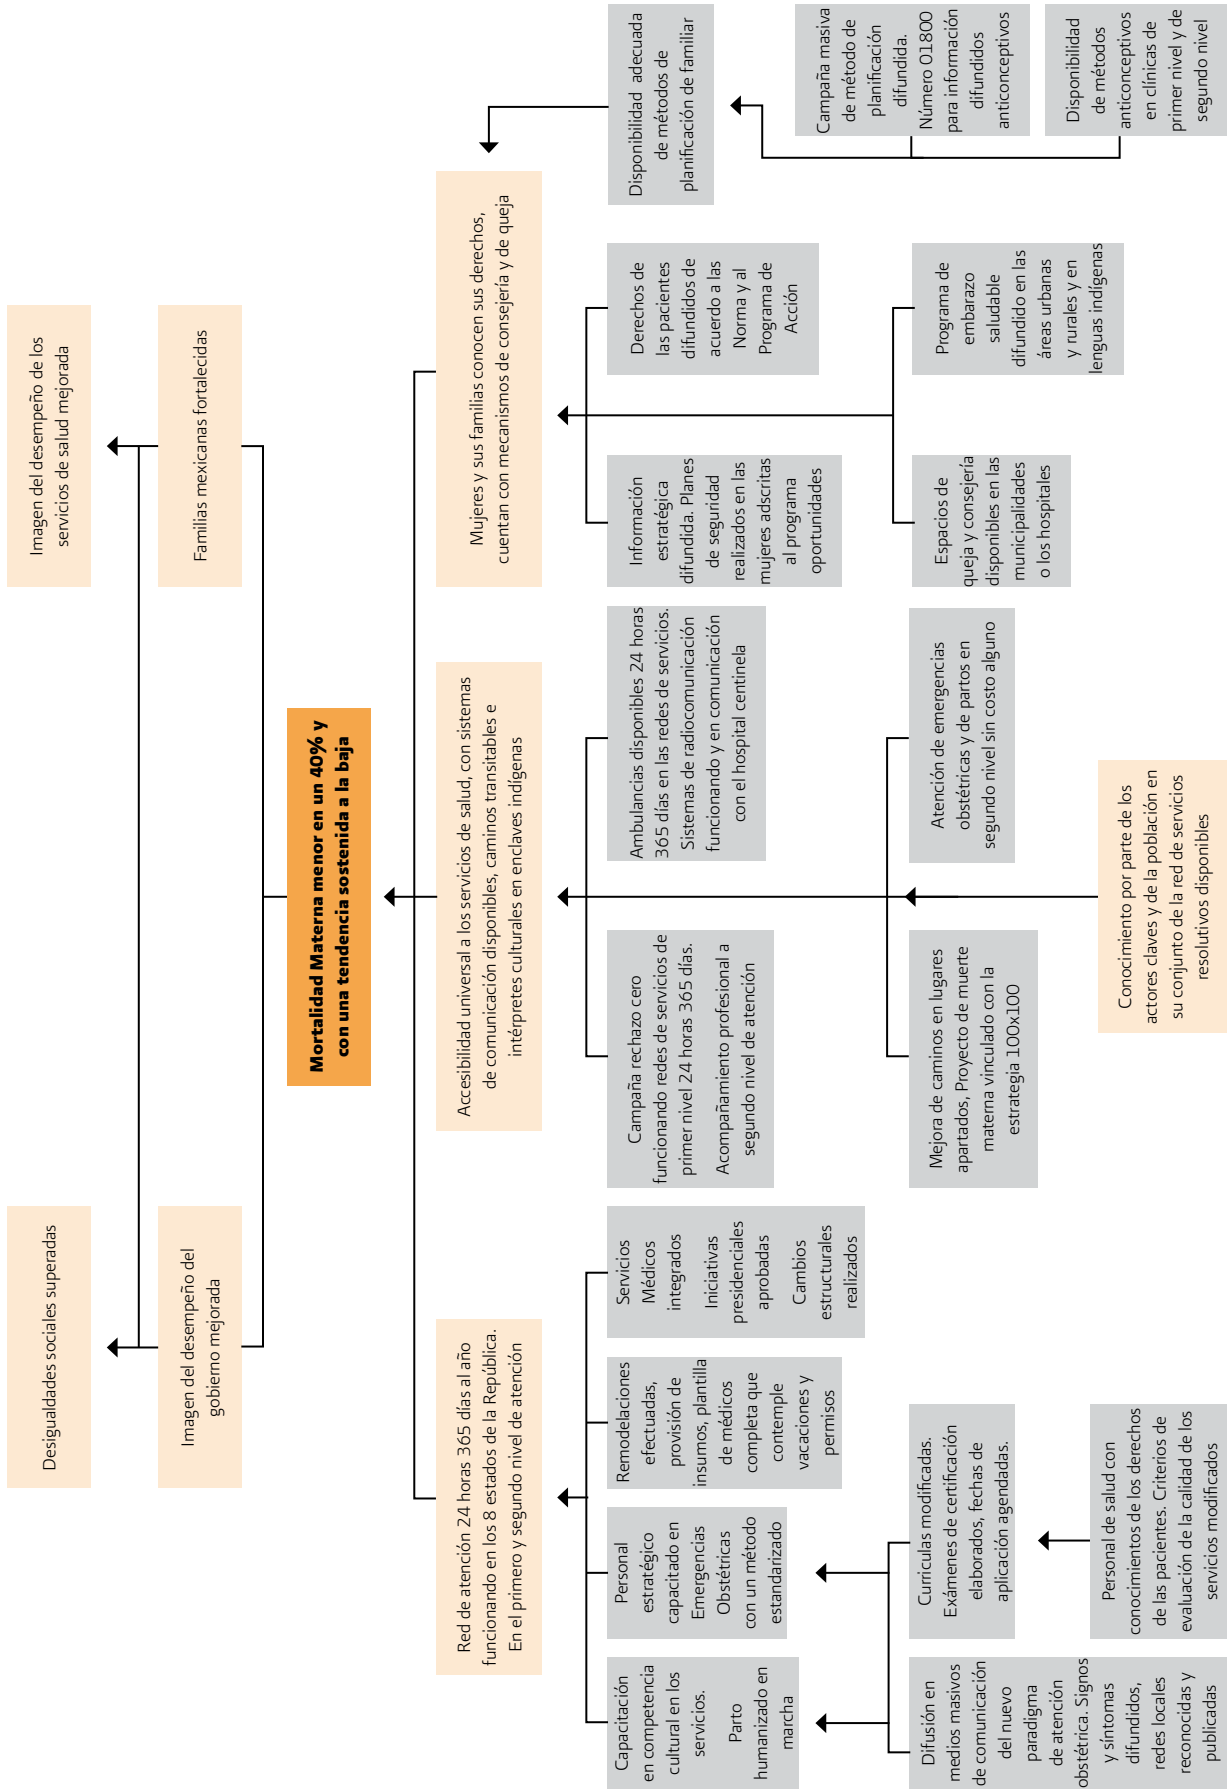 Desigualdades sociales superadas
Imagen del desempeño de los
servicios de salud mejorada
Imagen del desempeño del
gobierno mejorada
Familias mexicanas fortalecidas
Mortalidad Materna menor en un 40% y
con una tendencia sostenida a la baja
Red de atención 24 horas 365 días al año
funcionando en los 8 estados de la República.
En el primero y segundo nivel de atención
Accesibilidad universal a los servicios de salud, con sistemas
de comunicación disponibles, caminos transitables e
intérpretes culturales en enclaves indígenas
Mujeres y sus familias conocen sus derechos,
cuentan con mecanismos de consejería y de queja
Capacitación
en competencia
cultural en los
servicios.
Parto
humanizado en
marcha
Personal
estratégico
capacitado en
Emergencias
Obstétricas
con un método
estandarizado
Remodelaciones
efectuadas,
provisión de
insumos, plantilla
de médicos
completa que
contemple
vacaciones y
permisos
Servicios
Médicos
integrados
Iniciativas
presidenciales
aprobadas
Cambios
estructurales
realizados
Campaña rechazo cero
funcionando redes de servicios de
primer nivel 24 horas 365 días.
Acompañamiento profesional a
segundo nivel de atención
Ambulancias disponibles 24 horas
365 días en las redes de servicios.
Sistemas de radiocomunicación
funcionando y en comunicación
con el hospital centinela
Información
estratégica
difundida. Planes
de seguridad
realizados en las
mujeres adscritas
al programa
oportunidades
Derechos de
las pacientes
difundidos de
acuerdo a las
Norma y al
Programa de
Acción
Disponibilidad adecuada
de métodos de
planificación de familiar
Campaña masiva
de método de
planificación
difundida.
Número 01800
para información
difundidos
anticonceptivos
Disponibilidad
de métodos
anticonceptivos
en clínicas de
primer nivel y de
segundo nivel
Difusión en
medios masivos
de comunicación
del nuevo
paradigma
de atención
obstétrica. Signos
y síntomas
difundidos,
redes locales
reconocidas y
publicadas
Curriculas modificadas.
Exámenes de certificación
elaborados, fechas de
aplicación agendadas.
Mejora de caminos en lugares
apartados, Proyecto de muerte
materna vinculado con la
estrategia 100x100
Atención de emergencias
obstétricas y de partos en
segundo nivel sin costo alguno
Espacios de
queja y consejería
disponibles en las
municipalidades
o los hospitales
Programa de
embarazo
saludable
difundido en las
áreas urbanas
y rurales y en
lenguas indígenas
Personal de salud con
conocimientos de los derechos
de las pacientes. Criterios de
evaluación de la calidad de los
servicios modificados
Conocimiento por parte de los
actores claves y de la población en
su conjunto de la red de servicios
resolutivos disponibles